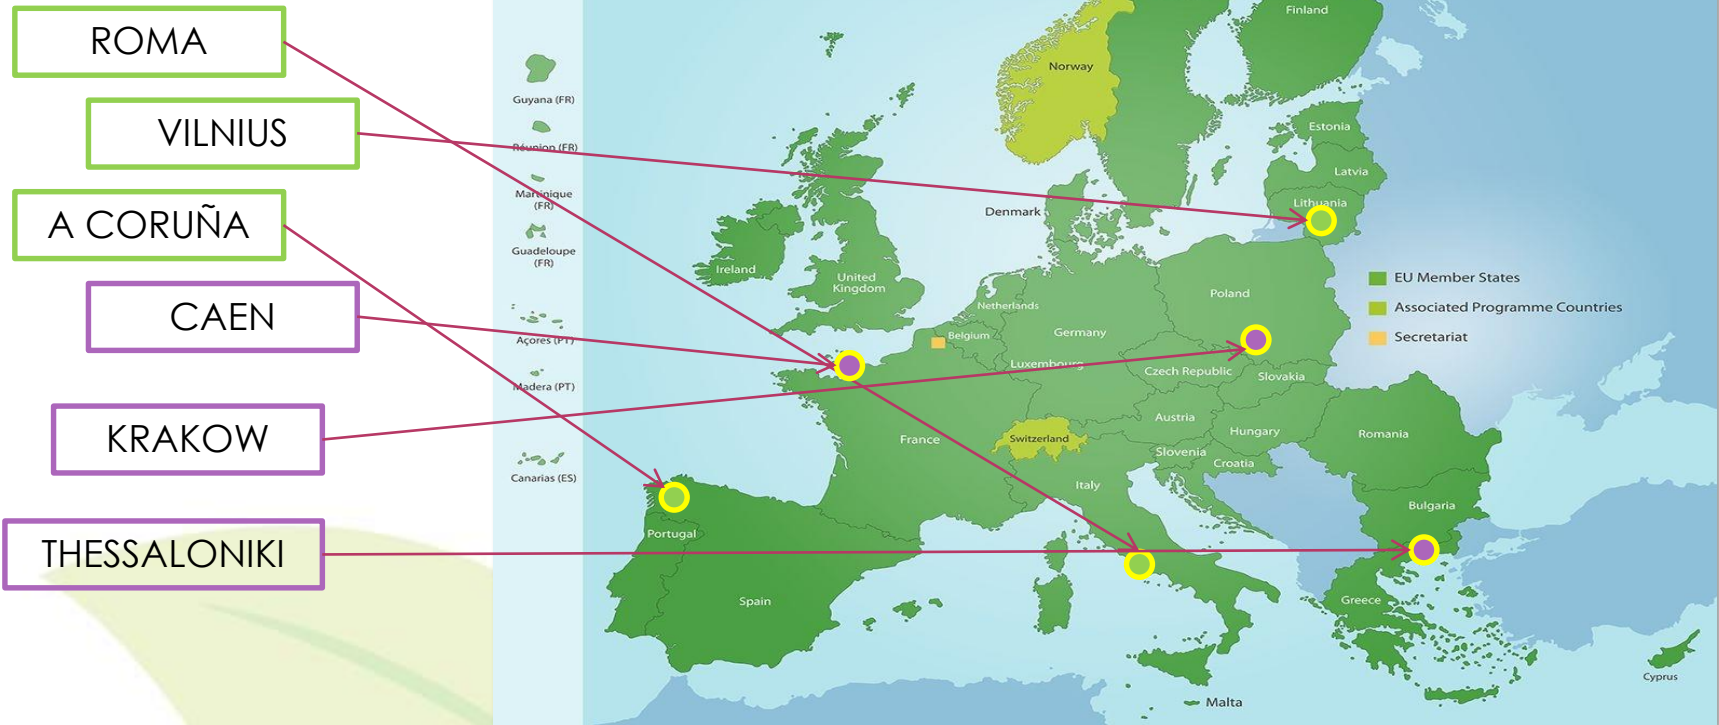 ROMA
VILNIUS
A CORUÑA
CAEN
KRAKOW
THESSALONIKI
Guyana (FR)
Réunion (FR)
Martinique
(FR)
Guadeloupe
(FR)
Açores (PT)
Madera (PT)
Canarias (ES)
Finland
Norway
Estonia
Latvia
Lithuania
Denmark
Ireland
United
Kingdom
Netherlands
Poland
Belgium
Germany
Luxembourg
Czech Republic
Slovakia
Austria
France
Switzerland
Hungary
Romania
Slovenia
Croatia
Italy
Bulgaria
Portugal
Spain
Greece
Malta
Cyprus
EU Member States
Associated Programme Countries
Secretariat